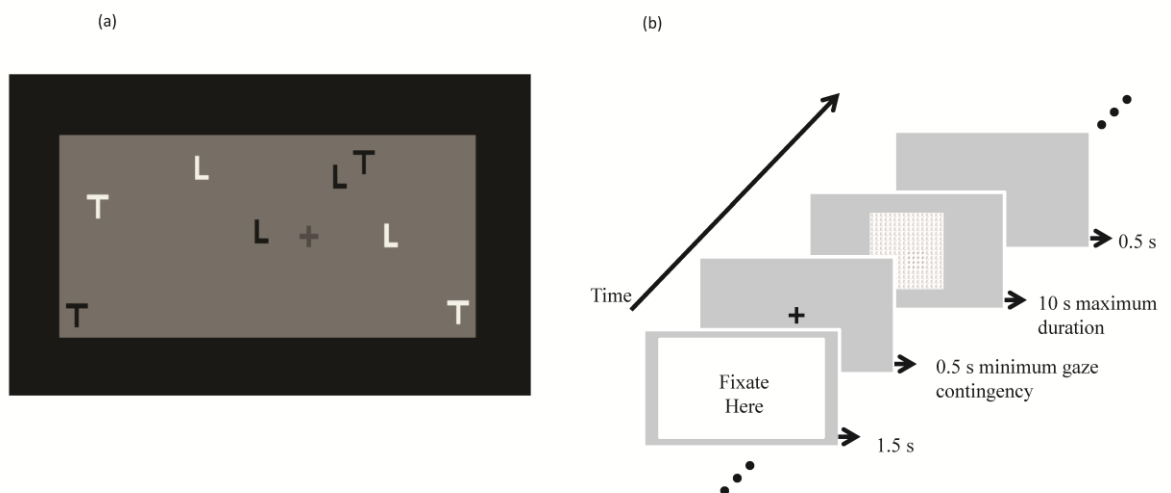 (a)
(b)
L
T
L
T
L
+
L
T
T
Time
0.5 s
10 s maximum
duration
+
0.5 s minimum gaze
contingency
Fixate
Here
1.5 s